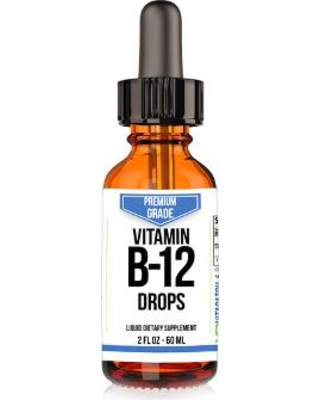 PREMIUM
GRADE
VITAMIN
B-12
DROPS
LIQUID DIETARY SUPPLEMENT
2 FL OZ - 60 ML